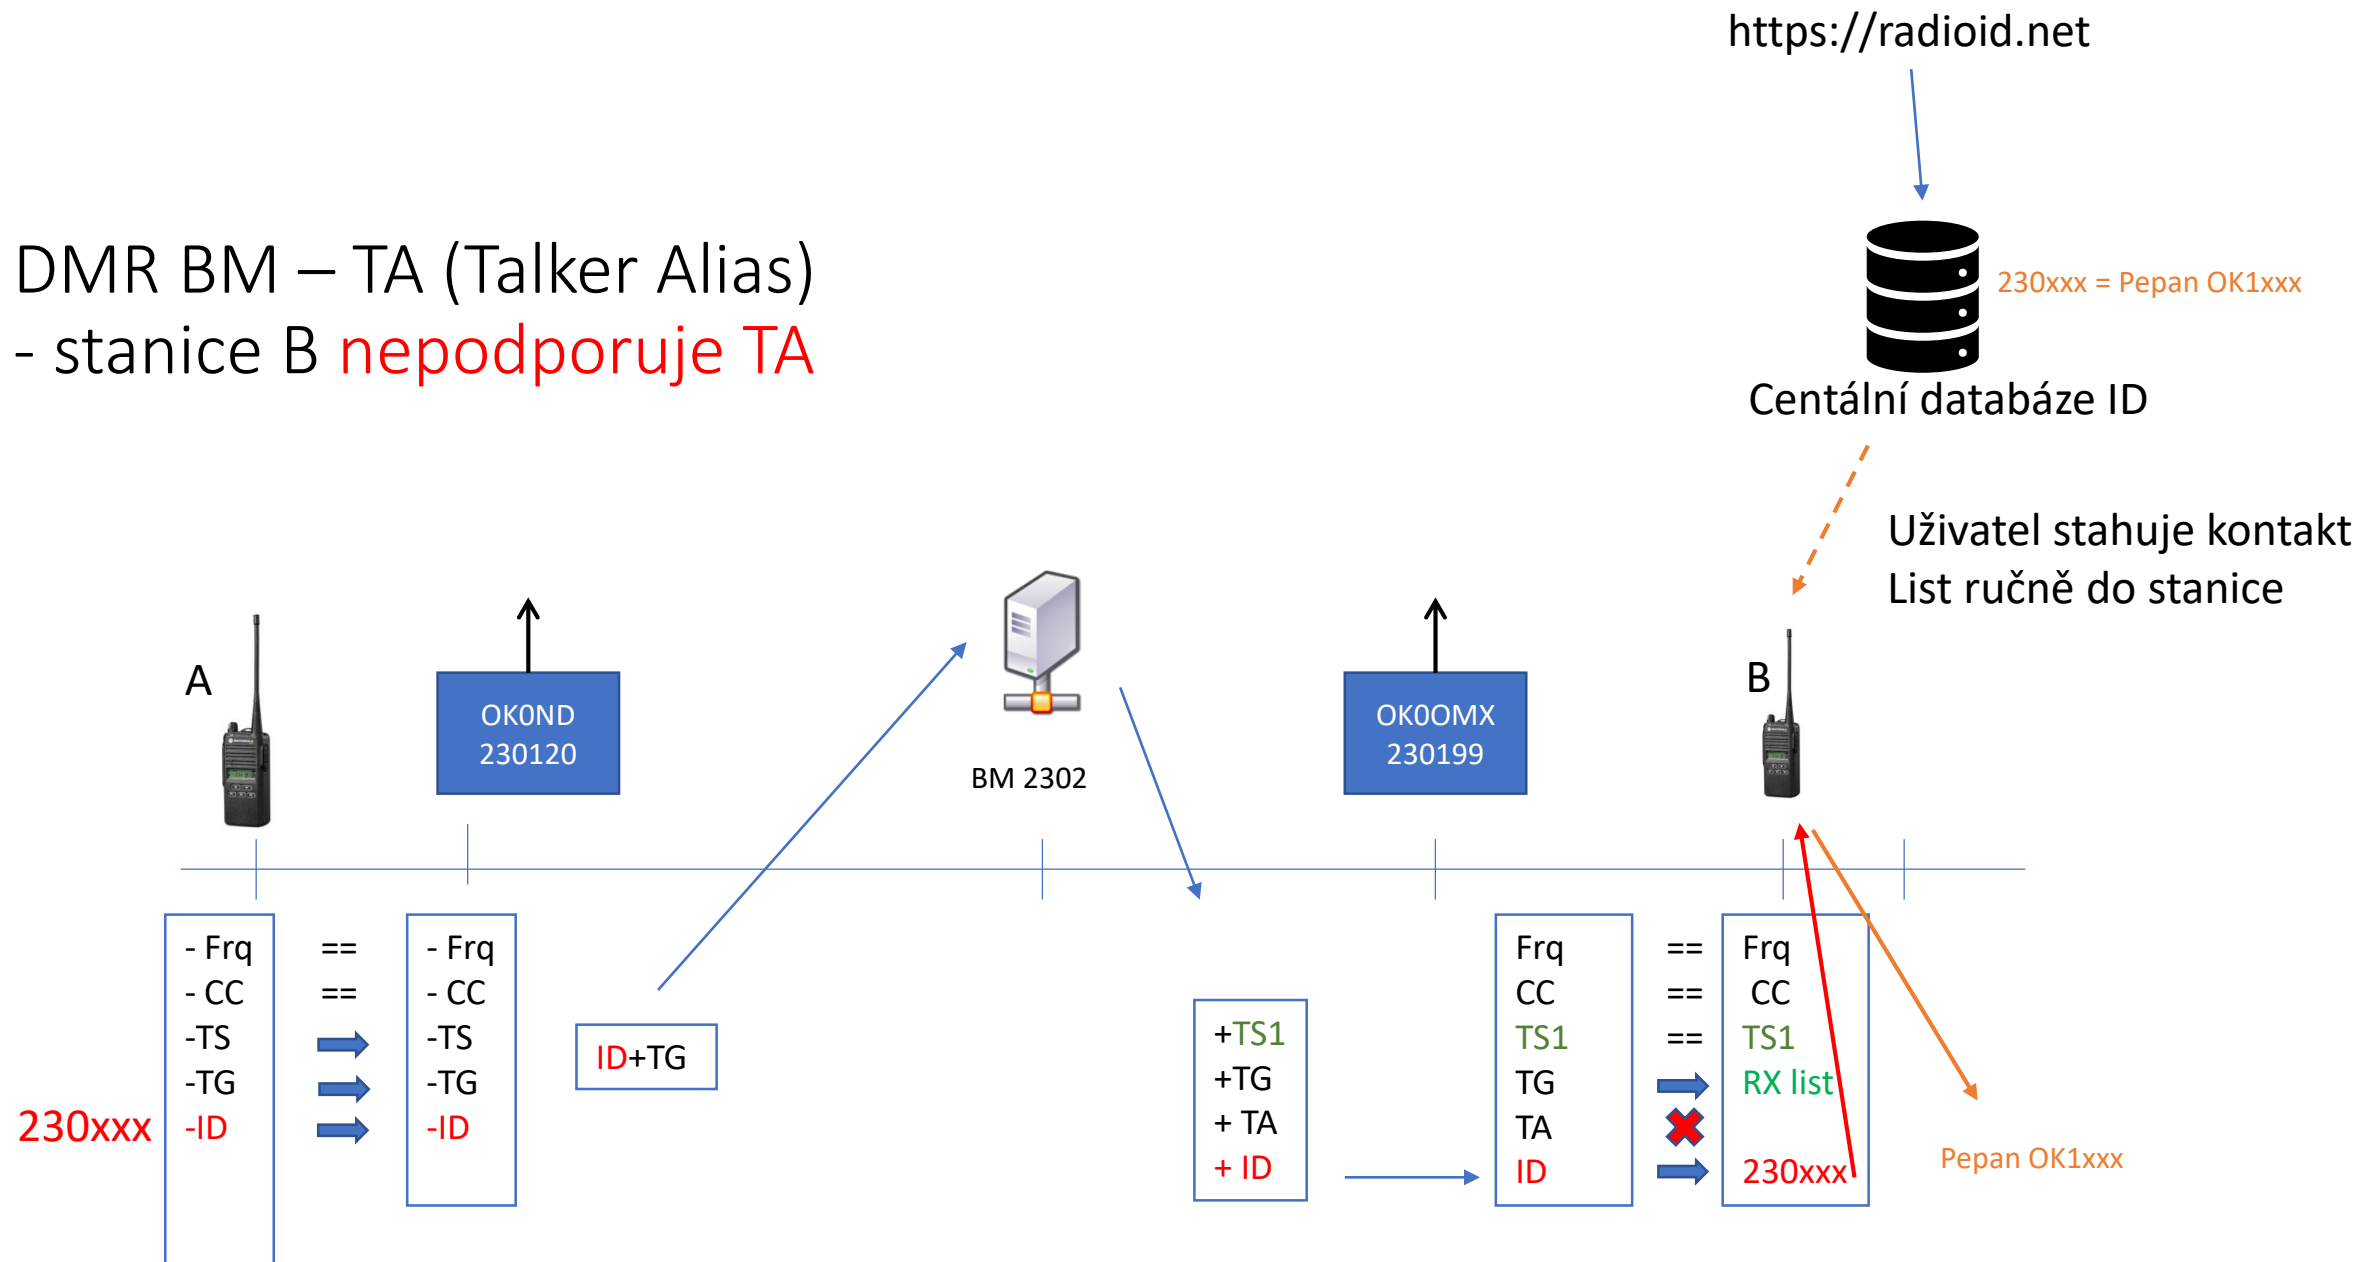 https://radioid.net
DMR BM – TA (Talker Alias)
- stanice B nepodporuje TA
230xxx = Pepan OK1xxx
Centální databáze ID
Uživatel stahuje kontakt
List ručně do stanice
A
OK0ND
230120
BM 2302
OK0OMX
230199
B
- Frq
- CC
-TS
-TG
-ID
230xxx
==
==
- Frq
- CC
-TS
-TG
-ID
ID+TG
+TS1
+TG
+ TA
+ ID
Frq
CC
TS1
TG
TA
ID
==
==
==
Frq
CC
TS1
RX list
230xxx
Pepan OK1xxx